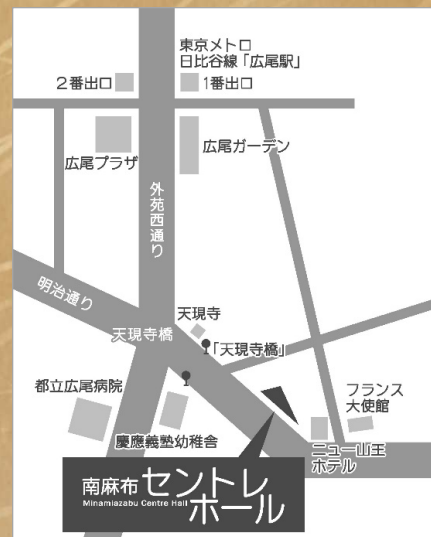 東京メトロ
日比谷線「広尾駅」
2番出口
1番出口
広尾プラザ
広尾ガーデン
外苑西通り
明治通り
天現寺
天現寺橋
「天現寺橋」
都立広尾病院
慶應義塾幼稚舎
フランス
大使館
ニュー山王
ホテル
南麻布セントレ
Minamiazabu Centre Hall
ホール